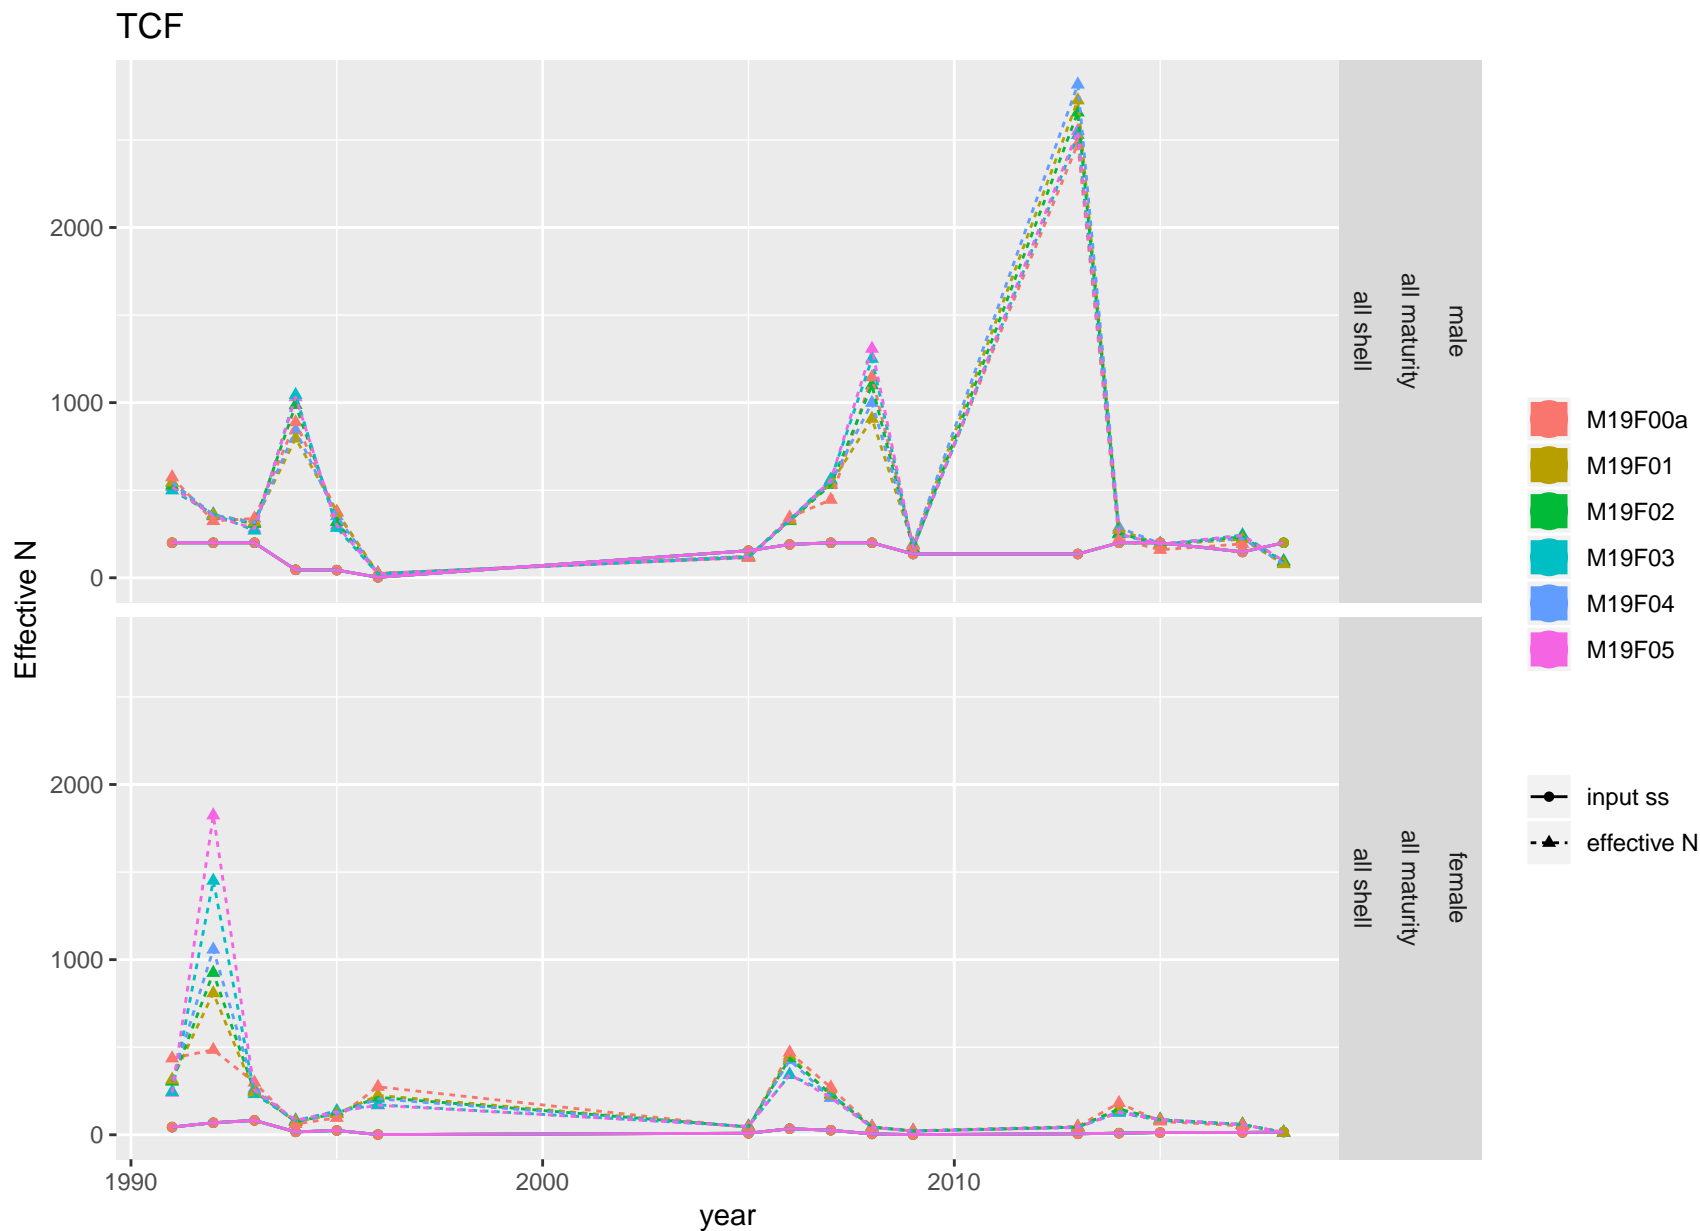 TCF
Effective N
2000
1000
0
male
all maturity
all shell
2000
1000
0
female
all maturity
all shell
1990
2000
2010
year
M19F00a
M19F01
M19F02
M19F03
M19F04
M19F05
input ss
effective N